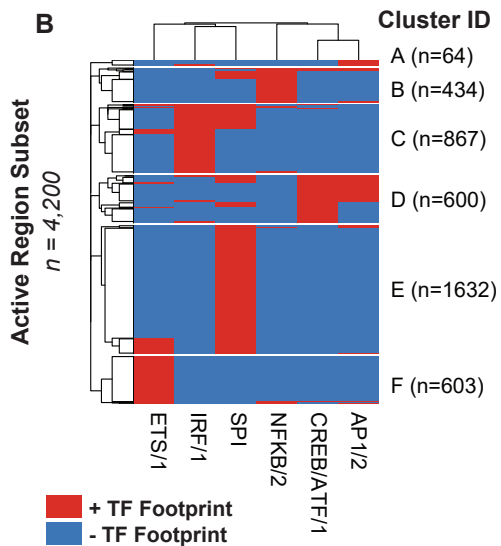 B
Cluster ID
A (n=64)
B (n=434)
C (n=867)
D (n=600)
E (n=1632)
F (n=603)
Active Region Subset
n = 4,200
ETS/1
IRF/1
SPI
NFKB/2
CREB/ATF/1
AP1/2
+ TF Footprint
- TF Footprint